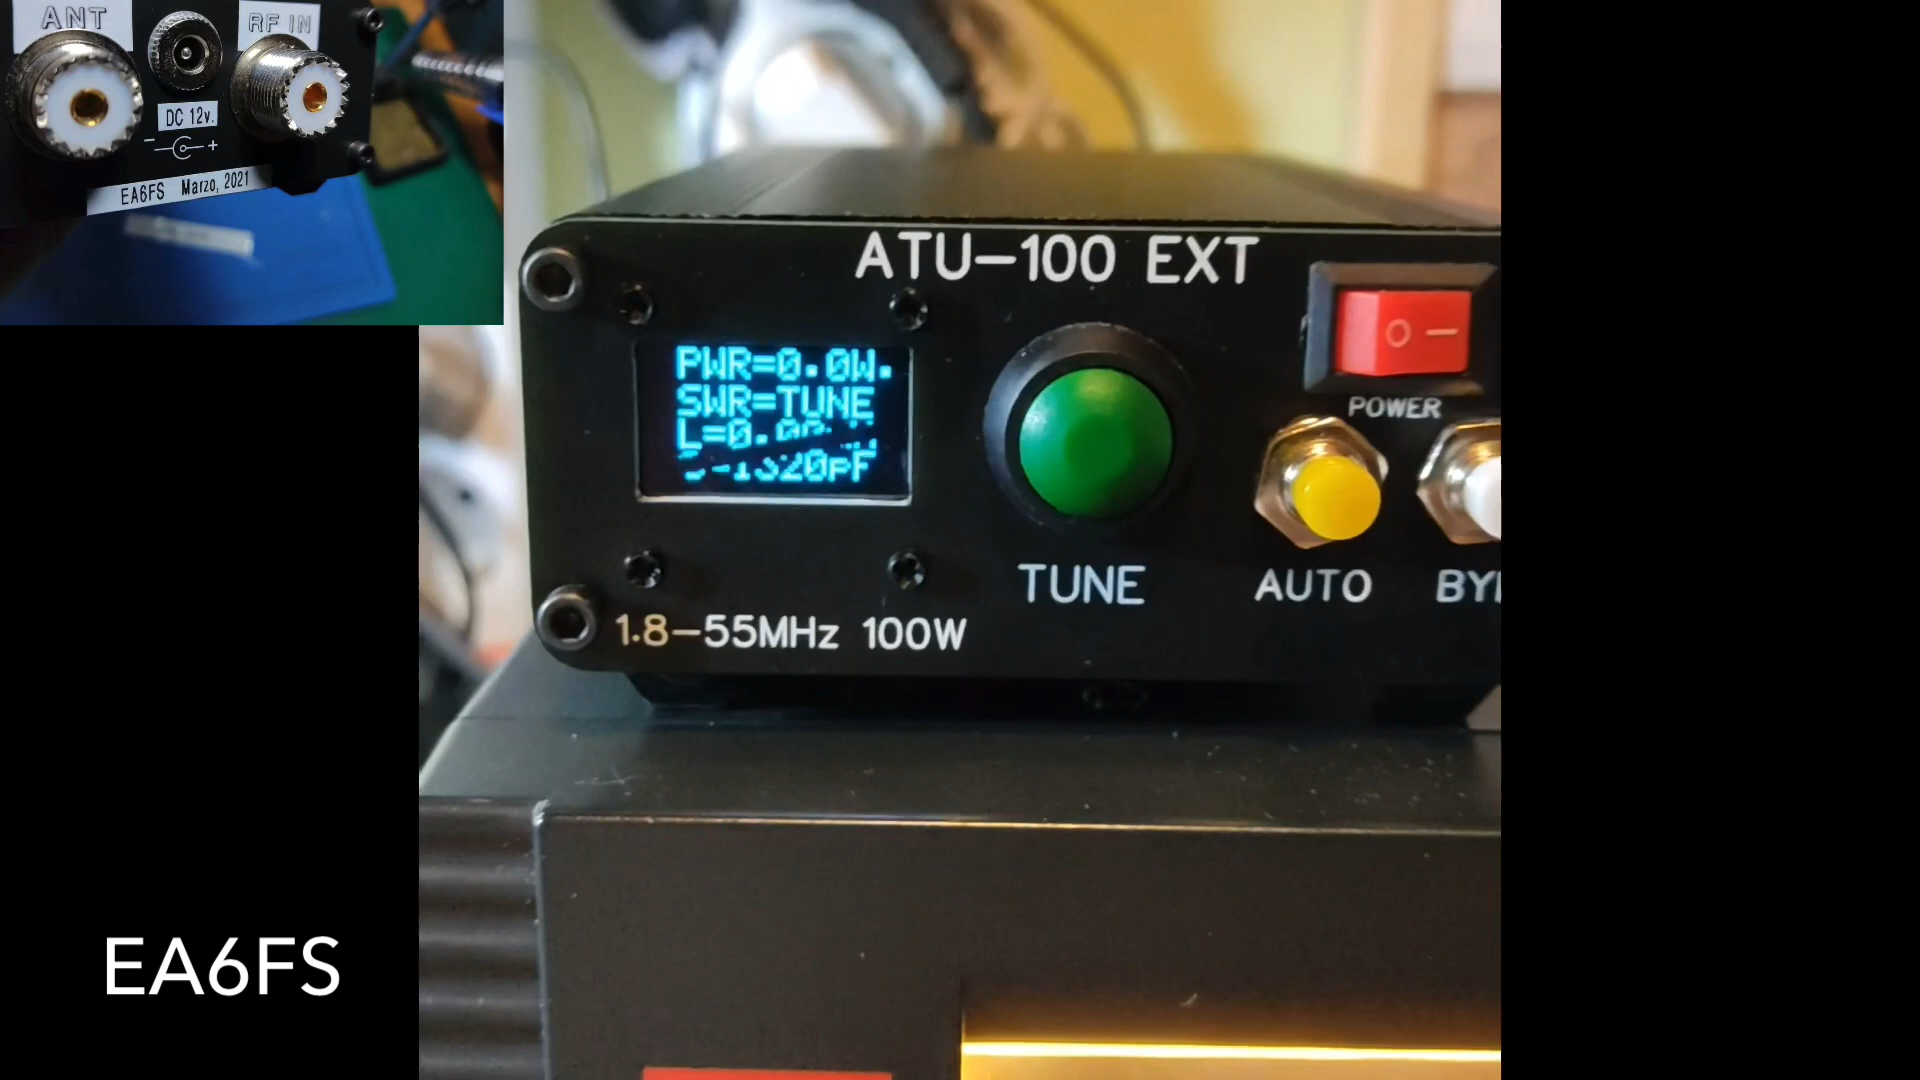 ANT
RF IN
DC 12v.
- +
EA6FS Marzo, 2021
ATU-100 EXT
PWR=0.0W.
SWR=TUNE
POWER
TUNE
AUTO
1.8-55MHz 100W
EA6FS